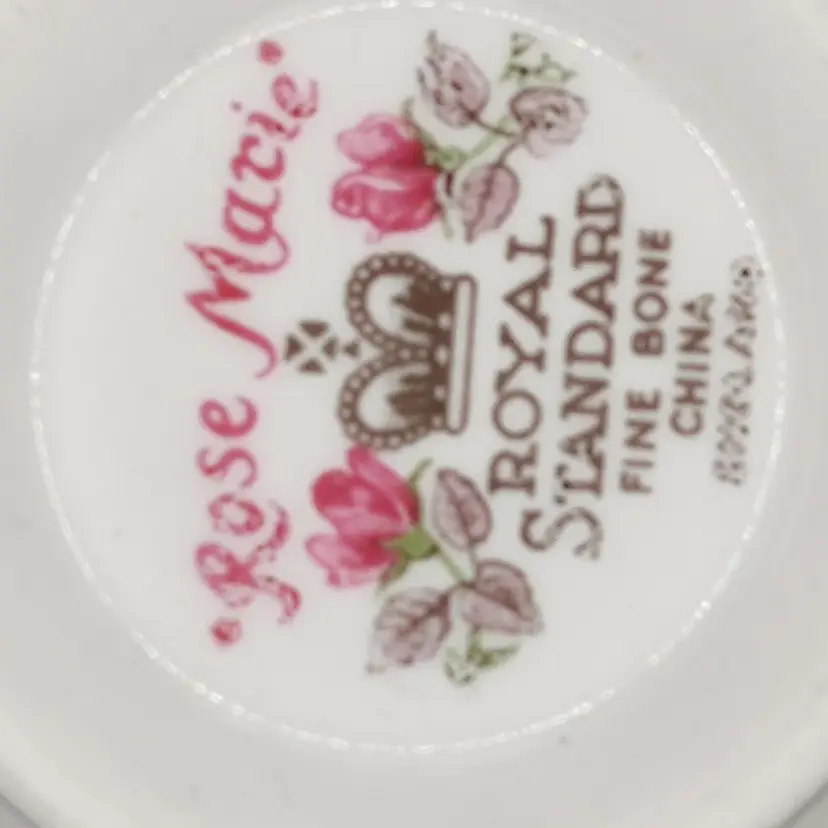 ·Rose Marie·
ROYAL
STANDARD
FINE BONE
CHINA